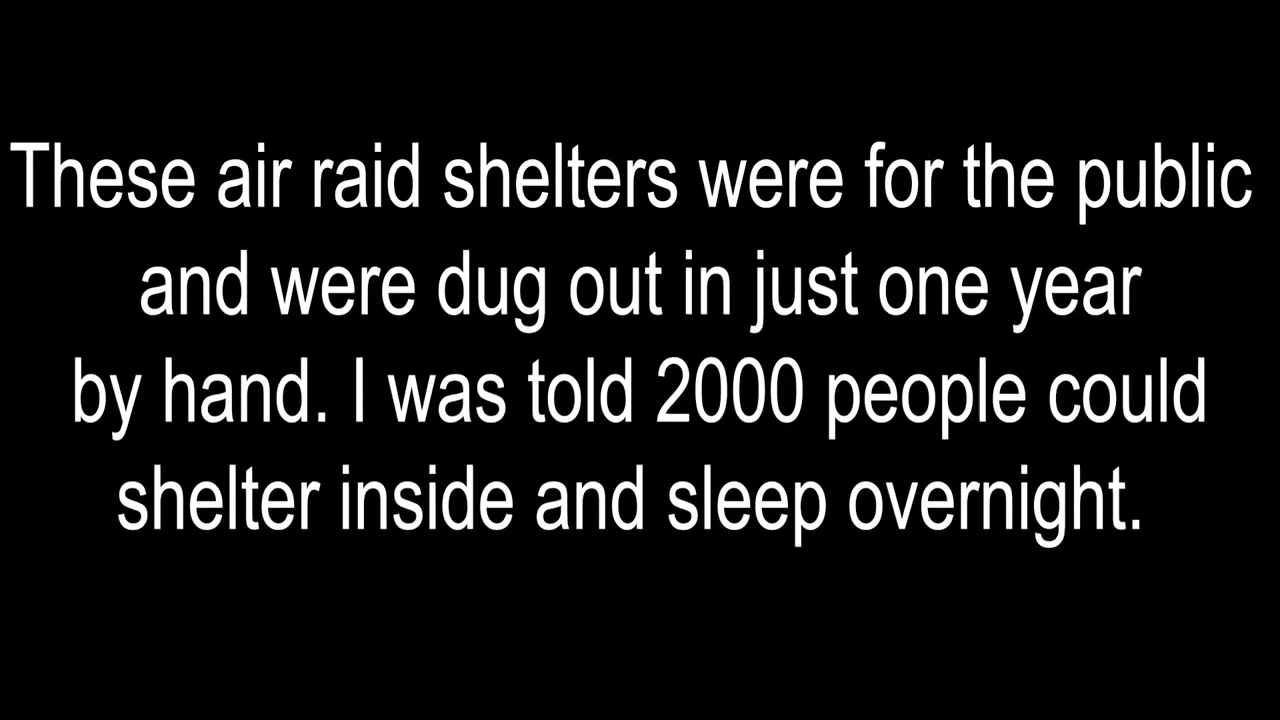 These air raid shelters were for the public
and were dug out in just one year
by hand. I was told 2000 people could
shelter inside and sleep overnight.